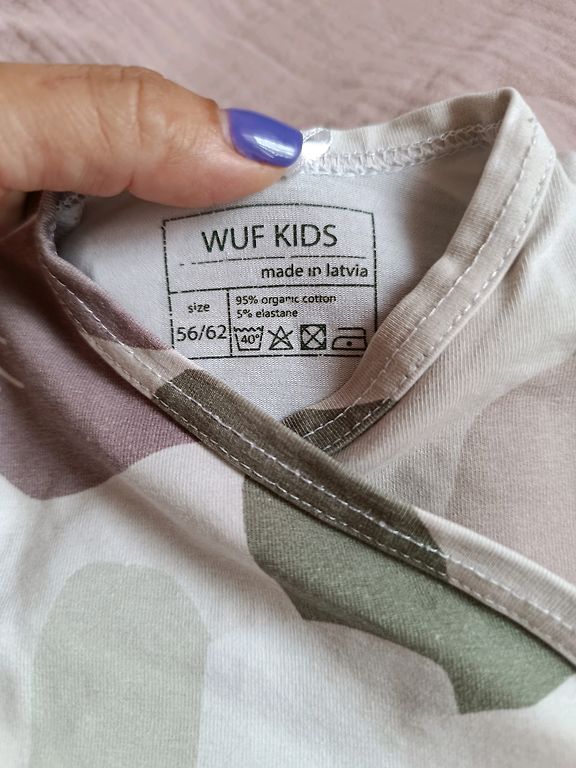 WUF KIDS
made in latvia
size
56/62
95% organic cotton
5% elastane
40°